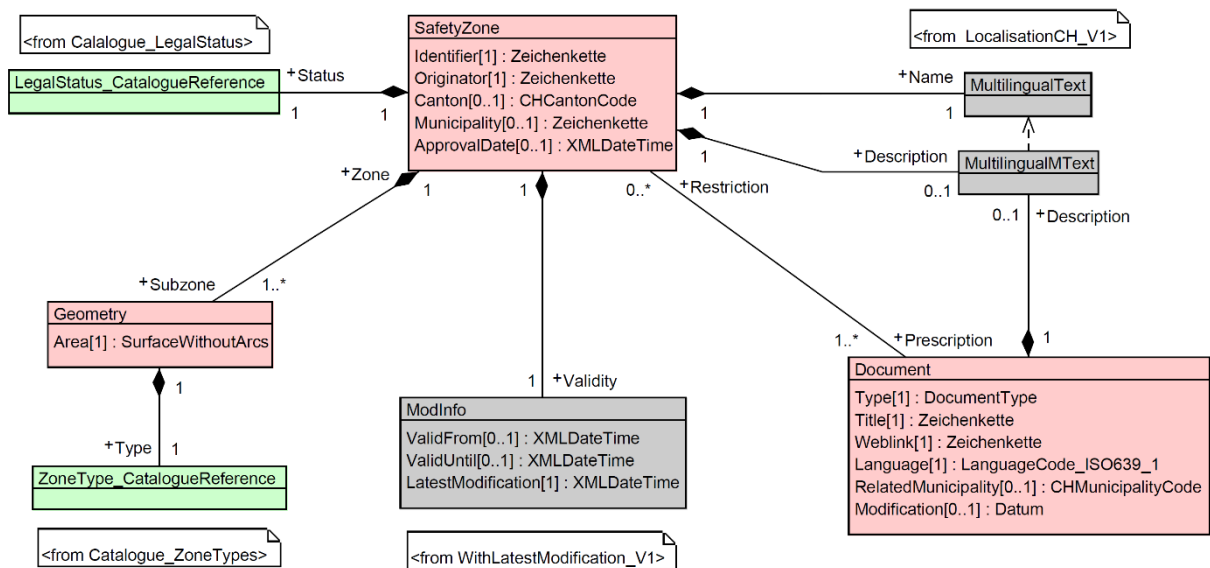 <from Calalogue_LegalStatus>
SafetyZone
Identifier[1] : Zeichenkette
Originator[1] : Zeichenkette
Canton[0..1] : CHCantonCode
Municipality[0..1] : Zeichenkette
ApprovalDate[0..1] : XMLDateTime
<from LocalisationCH_V1>
LegalStatus_CatalogueReference
+Status
1
1
+Name
1
1
MultilingualText
1
+Description
0..1
MultilingualMText
+Zone
1
1
0..*
+Restriction
0..1
+Description
+Subzone
1..*
Geometry
Area[1] : SurfaceWithoutArcs
1
+Type
1
ZoneType_CatalogueReference
<from Catalogue_ZoneTypes>
1
+Validity
ModInfo
ValidFrom[0..1] : XMLDateTime
ValidUntil[0..1] : XMLDateTime
LatestModification[1] : XMLDateTime
<from WithLatestModification_V1>
1..*
+Prescription
1
Document
Type[1] : DocumentType
Title[1] : Zeichenkette
Weblink[1] : Zeichenkette
Language[1] : LanguageCode_ISO639_1
RelatedMunicipality[0..1] : CHMunicipalityCode
Modification[0..1] : Datum